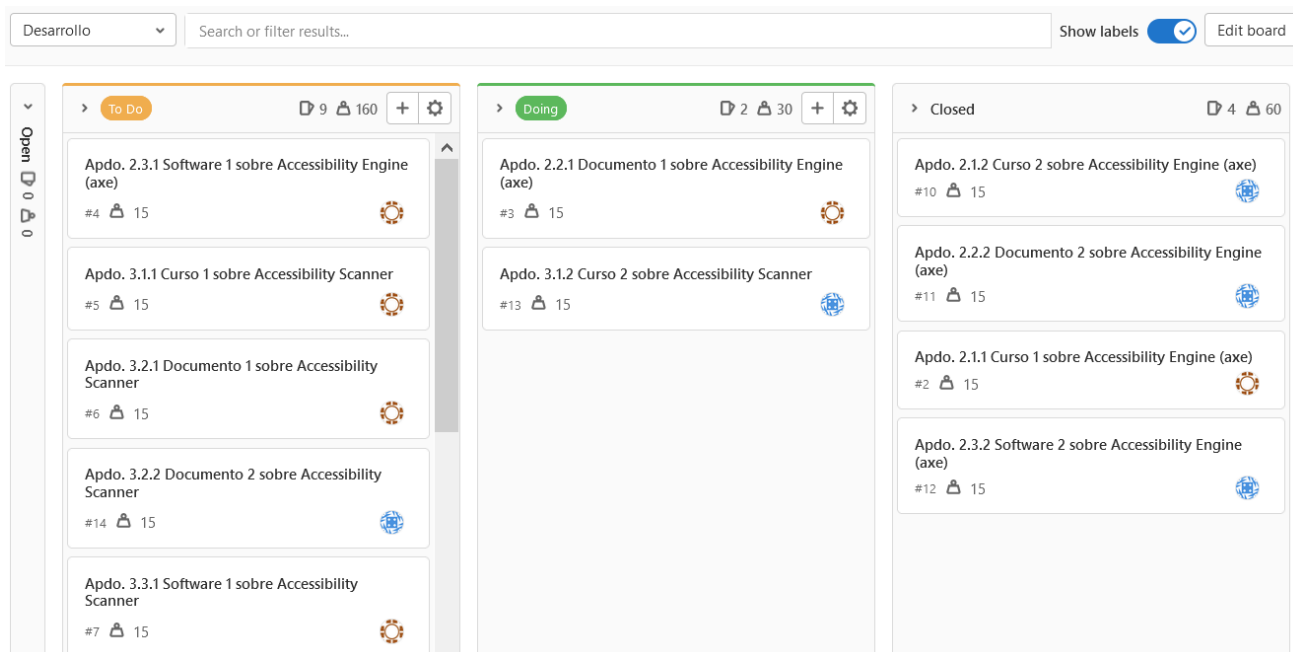 Desarrollo
Search or filter results...
Show labels
Edit board
Open
0
0
To Do
9
160
Apdo. 2.3.1 Software 1 sobre Accessibility Engine
(axe)
#4 15
Apdo. 3.1.1 Curso 1 sobre Accessibility Scanner
#5 15
Apdo. 3.2.1 Documento 1 sobre Accessibility
Scanner
#6 15
Apdo. 3.2.2 Documento 2 sobre Accessibility
Scanner
#14 15
Apdo. 3.3.1 Software 1 sobre Accessibility
Scanner
#7 15
Doing
2
30
Apdo. 2.2.1 Documento 1 sobre Accessibility Engine
(axe)
#3 15
Apdo. 3.1.2 Curso 2 sobre Accessibility Scanner
#13 15
Closed
4
60
Apdo. 2.1.2 Curso 2 sobre Accessibility Engine (axe)
#10 15
Apdo. 2.2.2 Documento 2 sobre Accessibility Engine
(axe)
#11 15
Apdo. 2.1.1 Curso 1 sobre Accessibility Engine (axe)
#2 15
Apdo. 2.3.2 Software 2 sobre Accessibility Engine
(axe)
#12 15